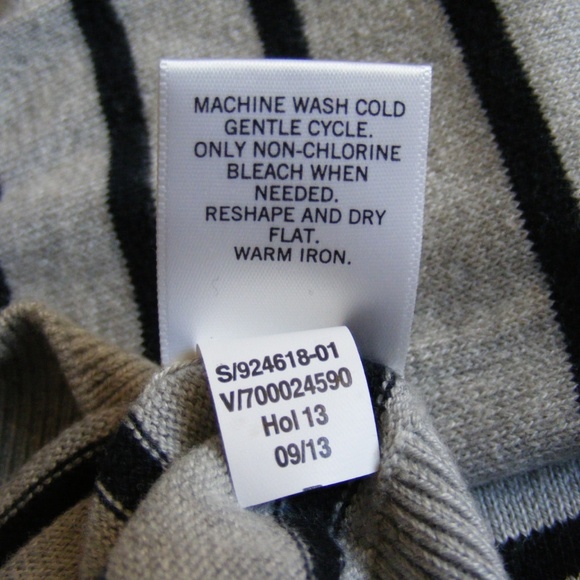 MACHINE WASH COLD
GENTLE CYCLE.
ONLY NON-CHLORINE
BLEACH WHEN
NEEDED.
RESHAPE AND DRY
FLAT.
WARM IRON.
S/924618-01
V/700024590
Hol 13
09/13